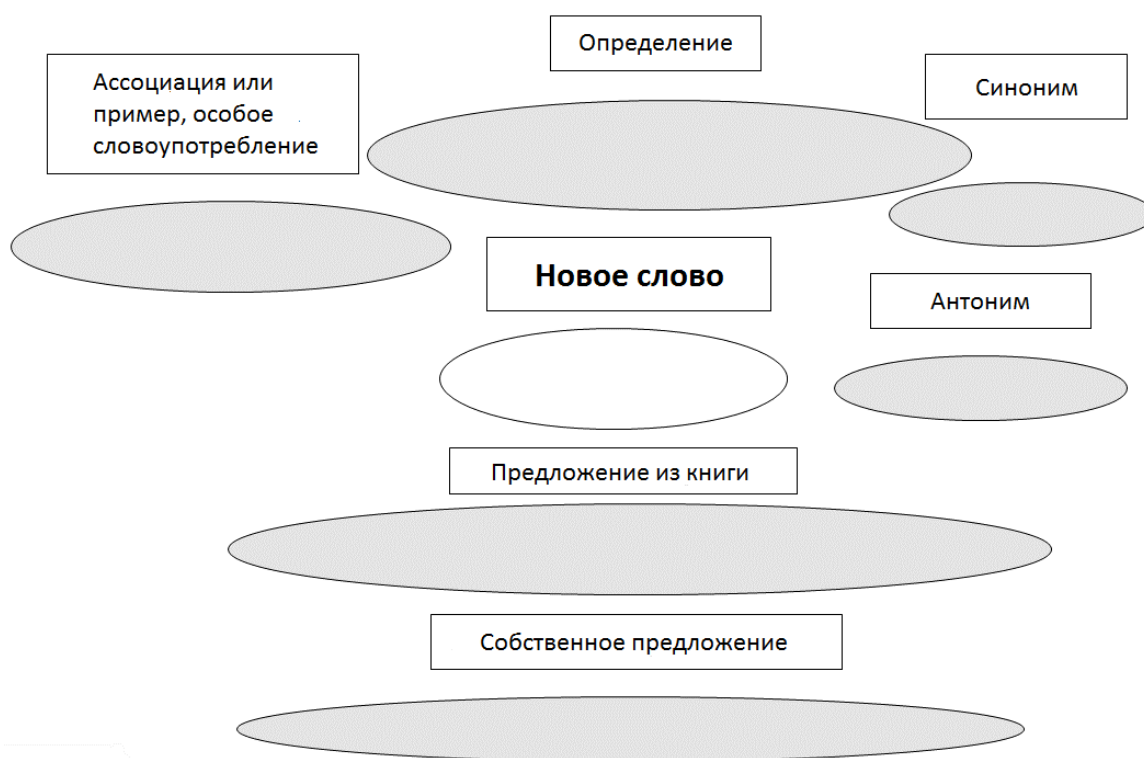 Определение
Ассоциация или
пример, особое
словоупотребление
Синоним
Новое слово
Антоним
Предложение из книги
Собственное предложение